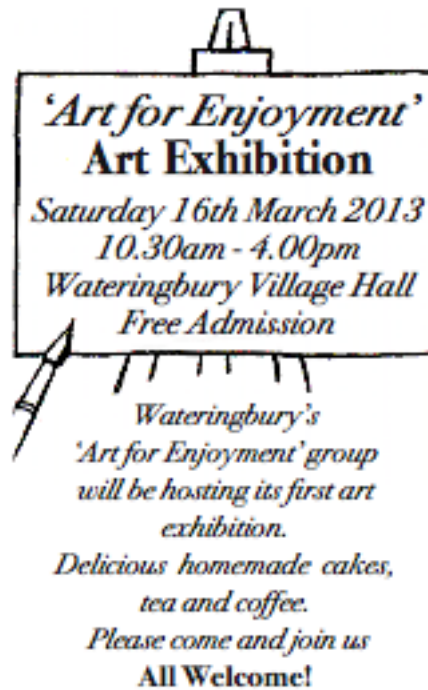 ‘Art for Enjoyment’
Art Exhibition
Saturday 16th March 2013
10.30am - 4.00pm
Wateringbury Village Hall
Free Admission
Wateringbury’s
‘Art for Enjoyment’ group
will be hosting its first art
exhibition.
Delicious homemade cakes,
tea and coffee.
Please come and join us
All Welcome!